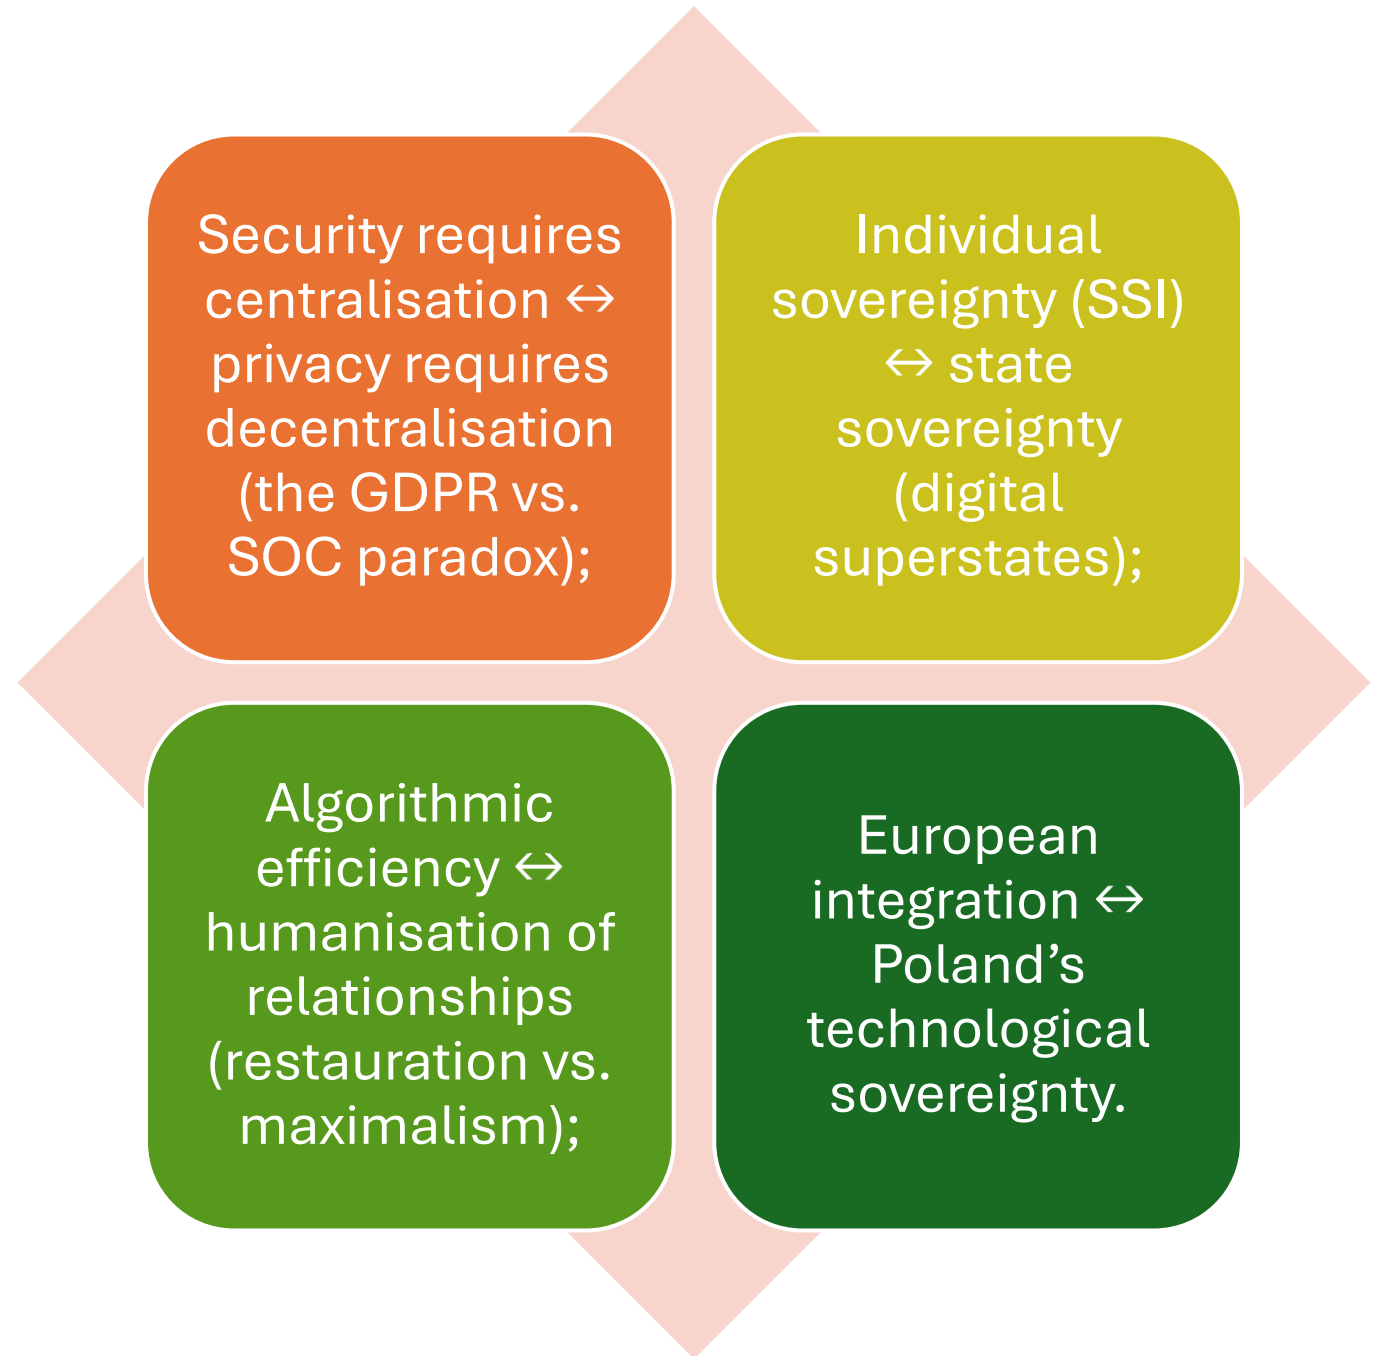 Security requires
centralisation ↔
privacy requires
decentralisation
(the GDPR vs.
SOC paradox);
Individual
sovereignty (SSI)
↔ state
sovereignty
(digital
superstates);
Algorithmic
efficiency ↔
humanisation of
relationships
(restauration vs.
maximalism);
European
integration ↔
Poland’s
technological
sovereignty.